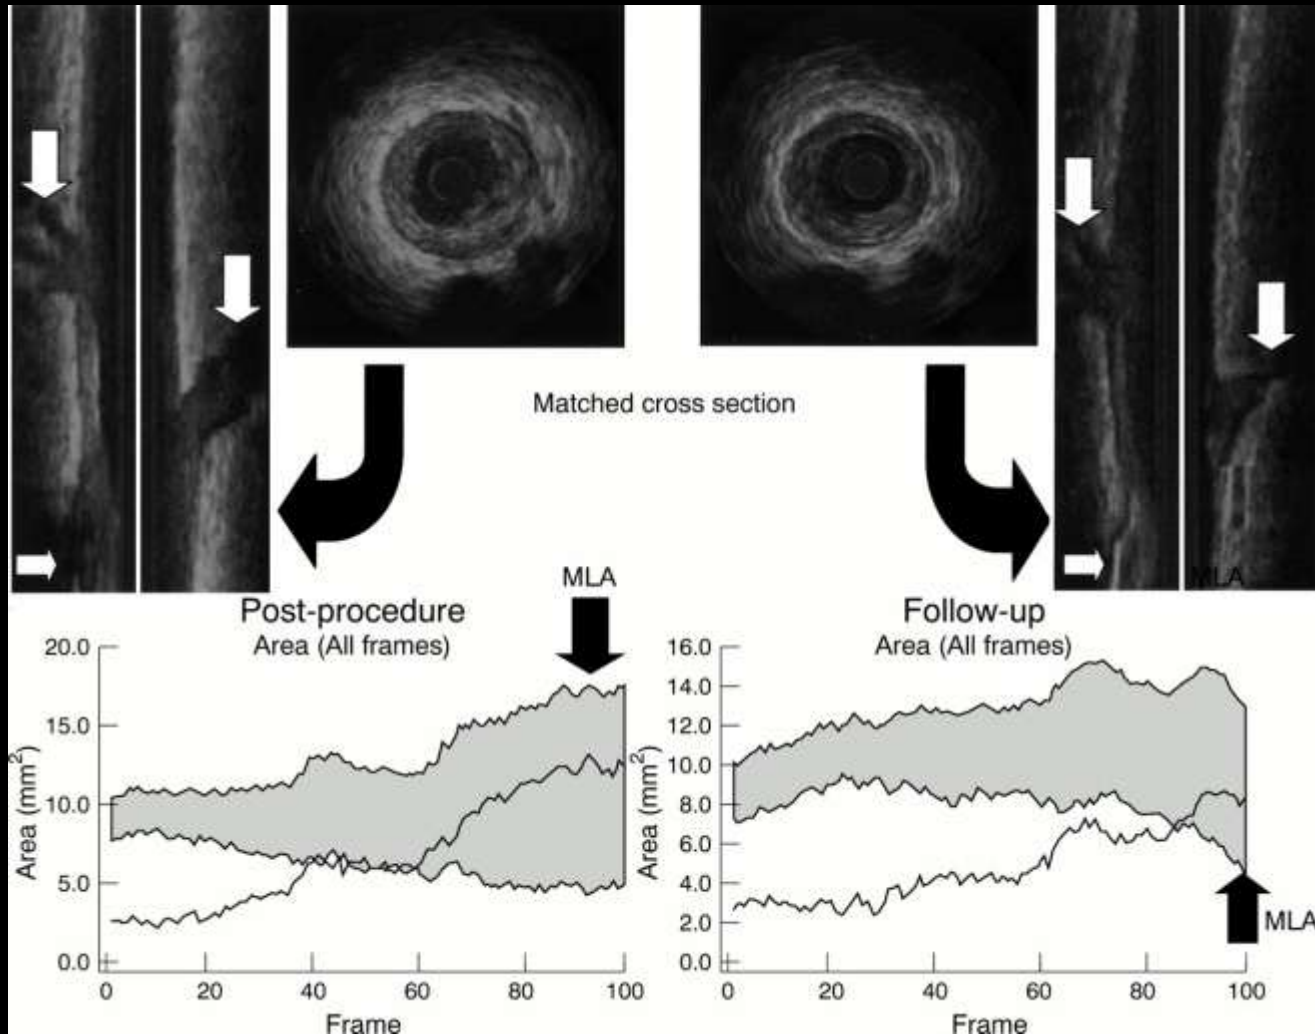 Matched cross section
MLA
MLA
Post-procedure
Area (All frames)
20.0
15.0
10.0
5.0
0.0
Area (mm²)
0 20 40 60 80 100
Frame
Follow-up
Area (All frames)
16.0
14.0
12.0
10.0
8.0
6.0
4.0
2.0
0.0
Area (mm²)
MLA
0 20 40 60 80 100
Frame